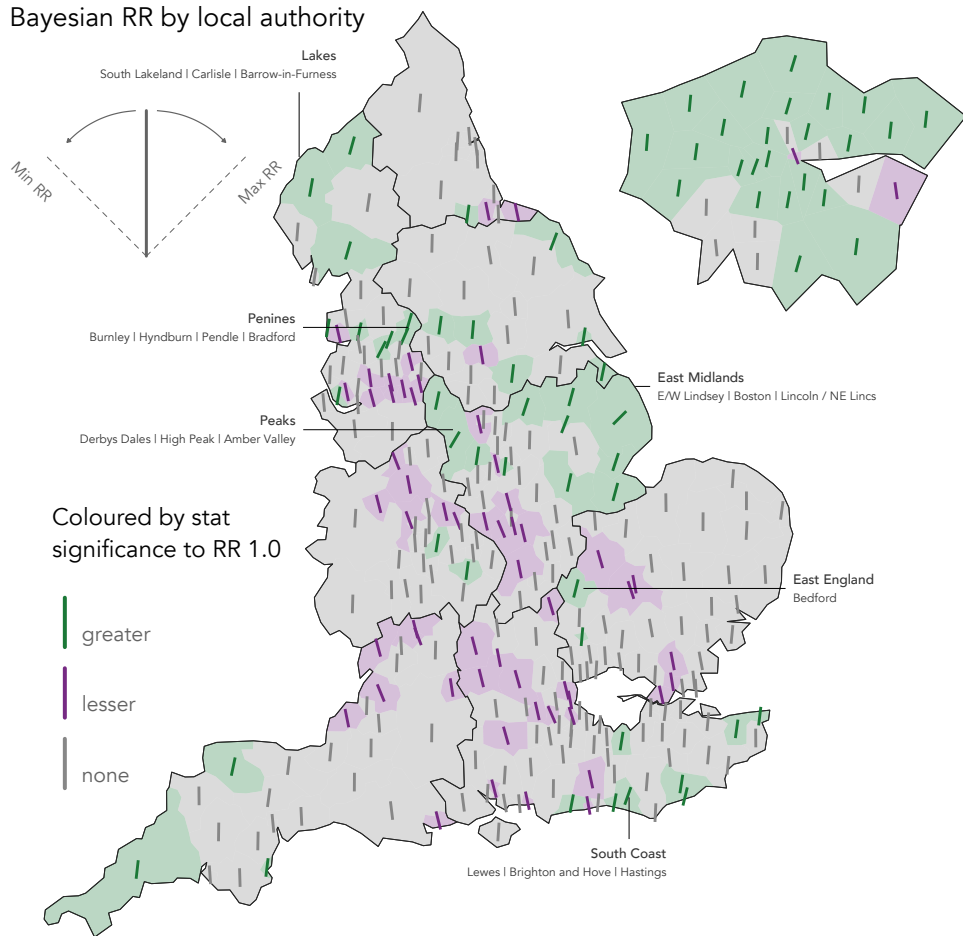 Bayesian RR by local authority
Lakes
South Lakeland | Carlisle | Barrow-in-Furness
Min RR
Max RR
Penines
Burnley | Hyndburn | Pendle | Bradford
East Midlands
E/W Lindsey | Boston | Lincoln / NE Lincs
Peaks
Derbys Dales | High Peak | Amber Valley
Coloured by stat
significance to RR 1.0
East England
Bedford
greater
lesser
none
South Coast
Lewes | Brighton and Hove | Hastings